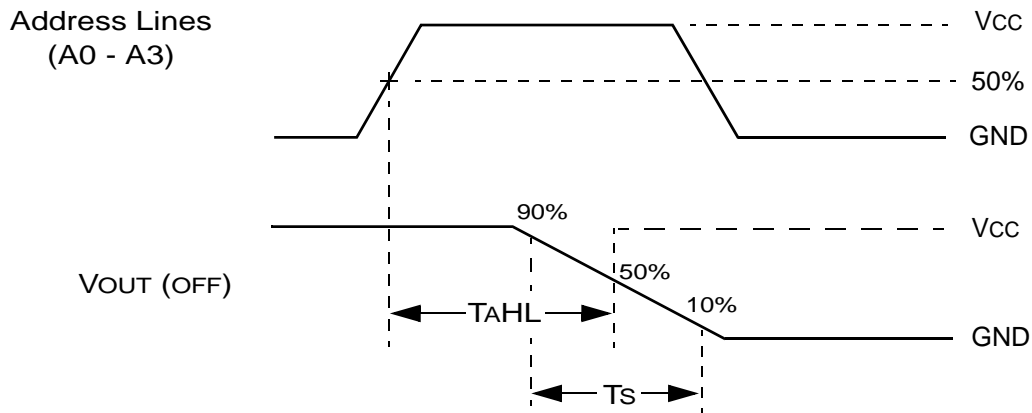 Address Lines
(A0 - A3)
VCC
50%
GND
90%
VCC
VOUT (OFF)
50%
TAHL
10%
GND
TS